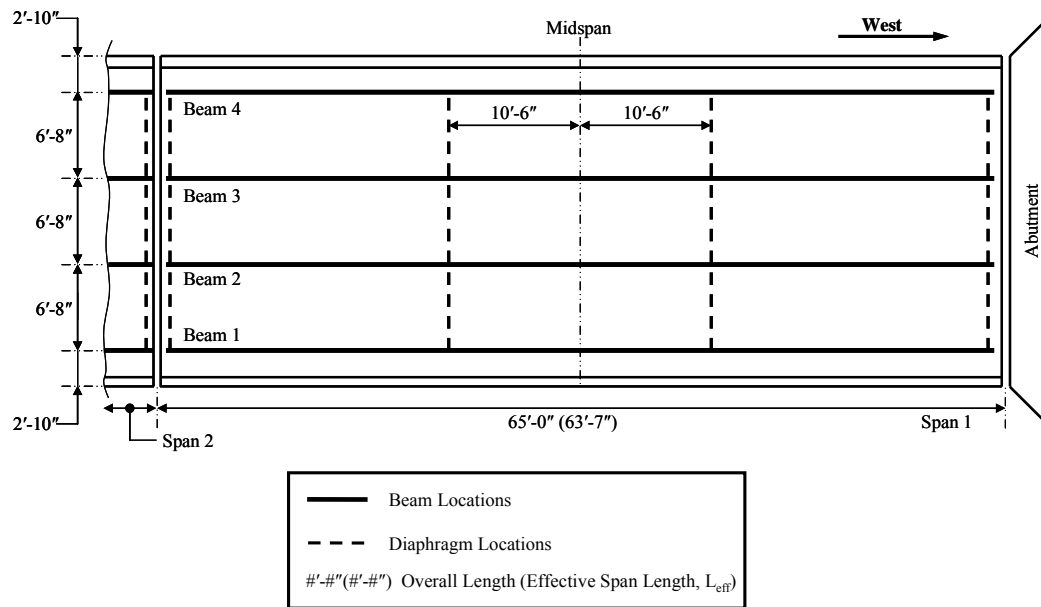 2′-10″
Midspan
West
Beam 4
10′-6″
10′-6″
6′-8″
Beam 3
6′-8″
Abutment
Beam 2
6′-8″
Beam 1
2′-10″
65′-0″ (63′-7″)
Span 1
Span 2
Beam Locations
Diaphragm Locations
#′-#″(#′-#″) Overall Length (Effective Span Length, Leff)